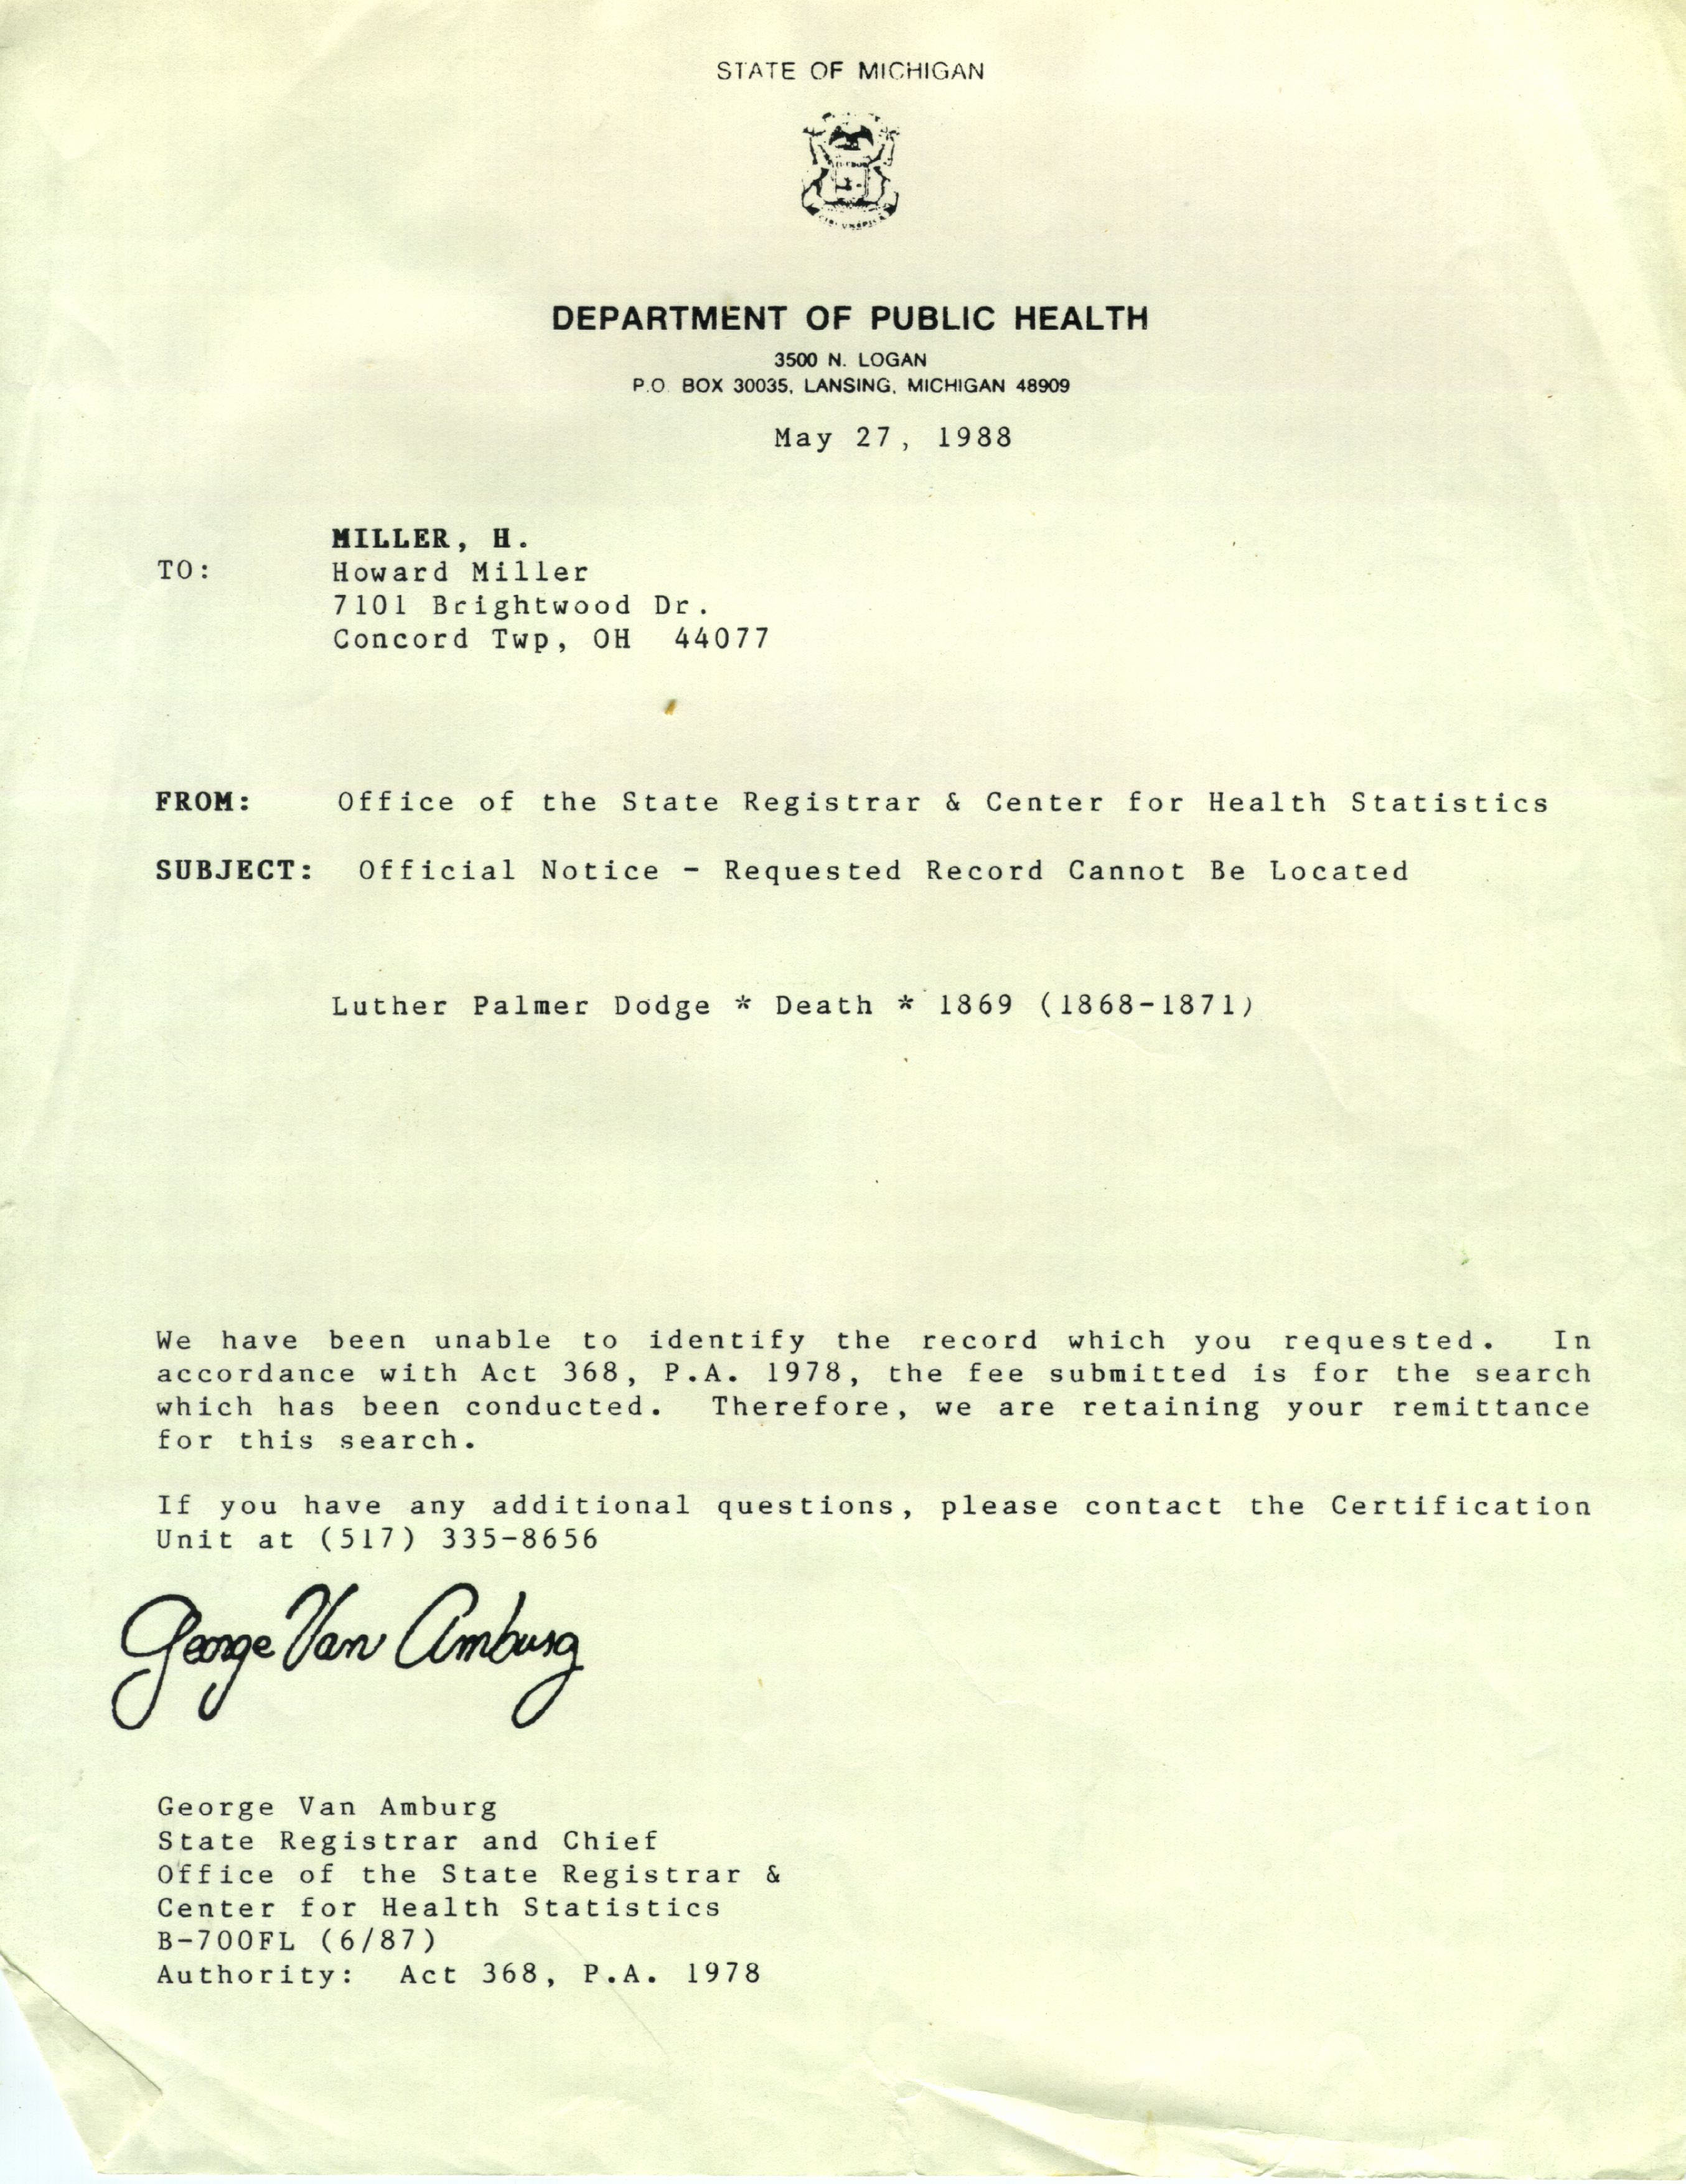 STATE OF MICHIGAN
DEPARTMENT OF PUBLIC HEALTH
3500 N. LOGAN
P.O. BOX 30035, LANSING, MICHIGAN 48909
May 27, 1988
MILLER, H.
TO: Howard Miller
7101 Brightwood Dr.
Concord Twp, OH 44077
FROM: Office of the State Registrar & Center for Health Statistics
SUBJECT: Official Notice - Requested Record Cannot Be Located
Luther Palmer Dodge * Death * 1869 (1868-1871)
We have been unable to identify the record which you requested. In
accordance with Act 368, P.A. 1978, the fee submitted is for the search
which has been conducted. Therefore, we are retaining your remittance
for this search.
If you have any additional questions, please contact the Certification
Unit at (517) 335-8656
George Van Amburg
George Van Amburg
State Registrar and Chief
Office of the State Registrar &
Center for Health Statistics
B-700FL (6/87)
Authority: Act 368, P.A. 1978